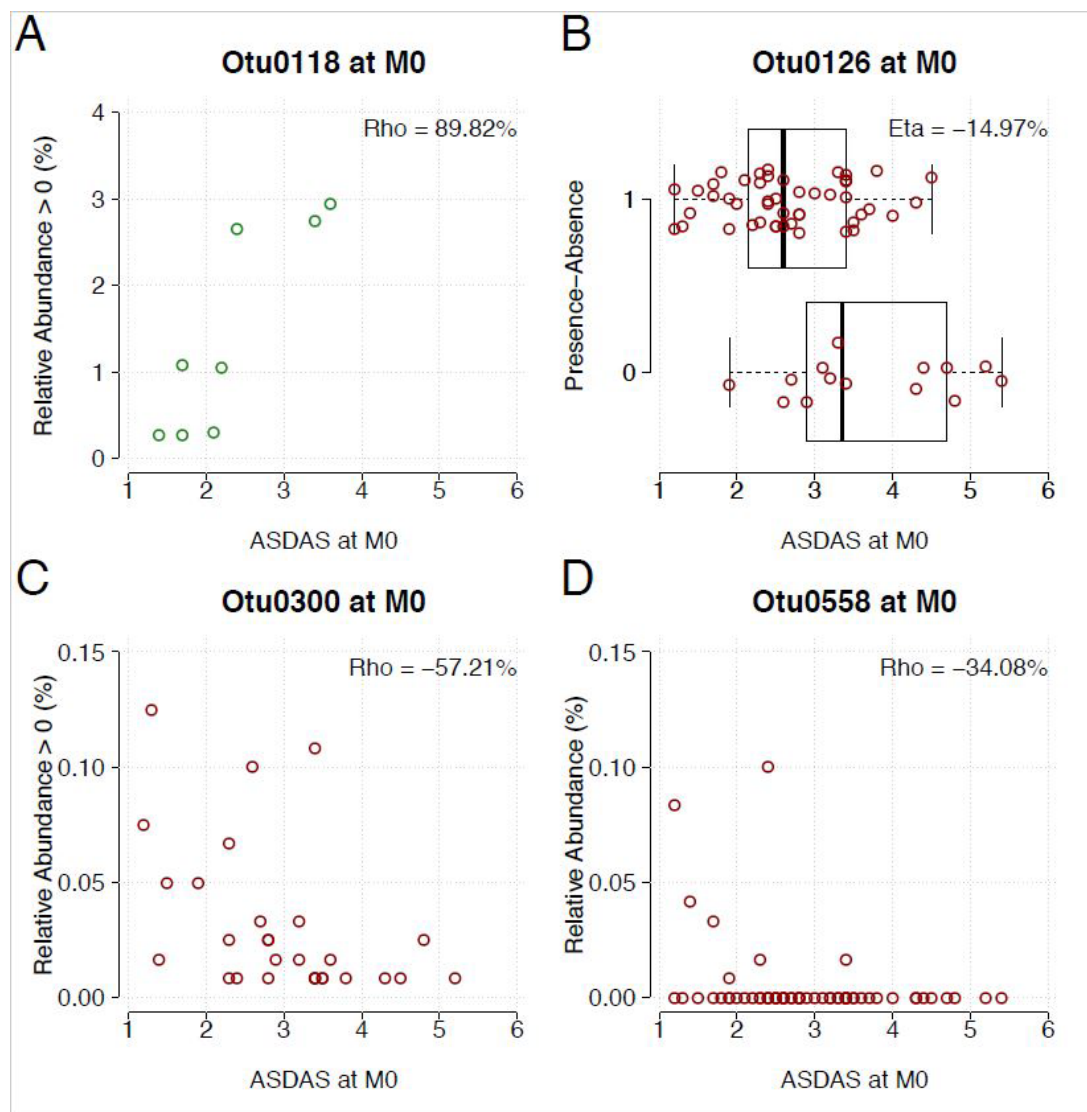 A
Otu0118 at M0
Rho = 89.82%
Relative Abundance > 0 (%)
4
3
2
1
0
1 2 3 4 5 6
ASDAS at M0
B
Otu0126 at M0
Eta = −14.97%
Presence−Absence
1
0
1 2 3 4 5 6
ASDAS at M0
C
Otu0300 at M0
Rho = −57.21%
Relative Abundance > 0 (%)
0.15
0.10
0.05
0.00
1 2 3 4 5 6
ASDAS at M0
D
Otu0558 at M0
Rho = −34.08%
Relative Abundance (%)
0.15
0.10
0.05
0.00
1 2 3 4 5 6
ASDAS at M0